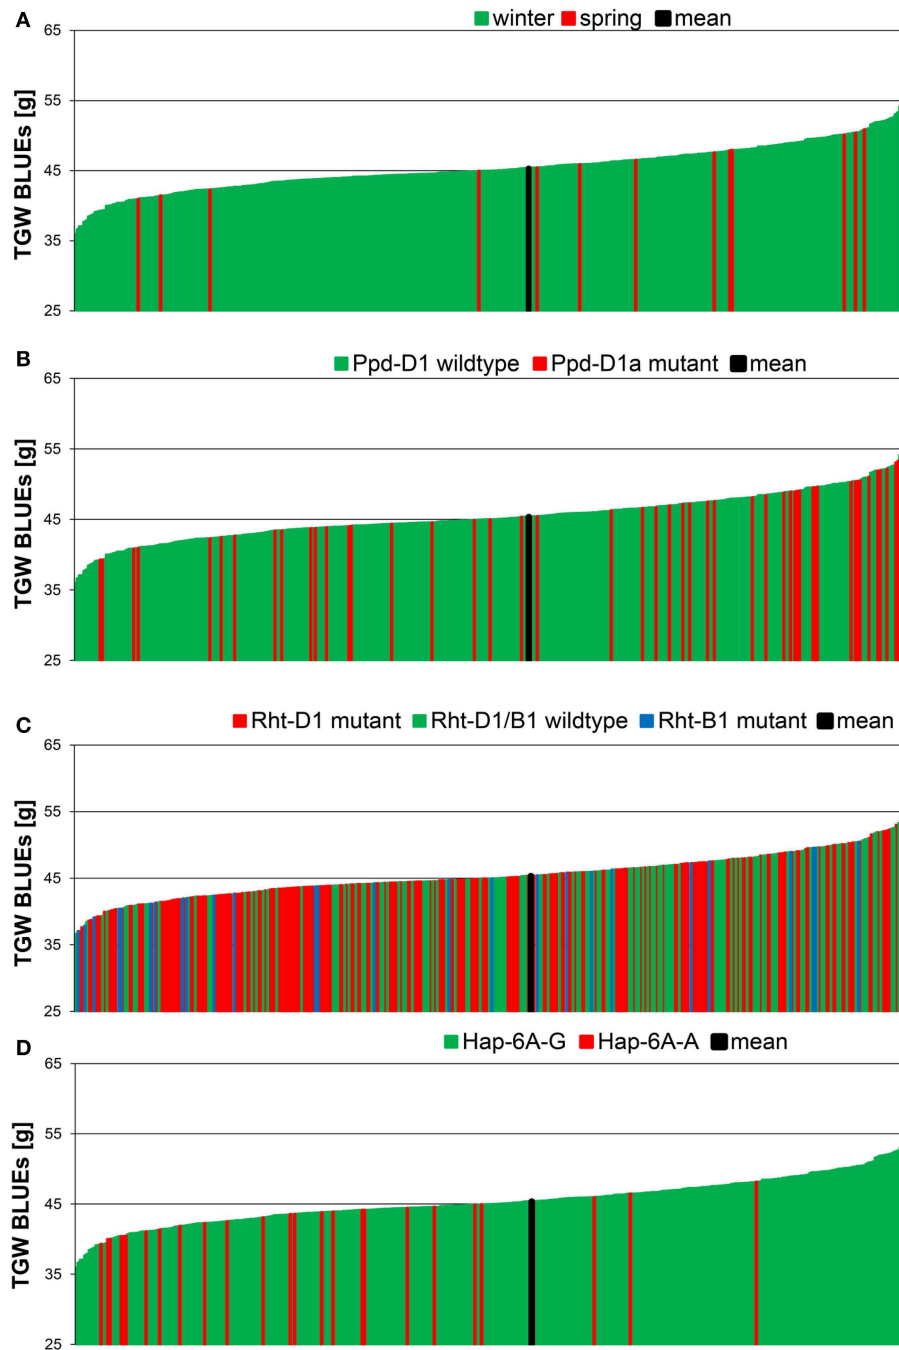 A
winter spring mean
TGW BLUEs [g]
65
55
45
35
25
B
Ppd-D1 wildtype Ppd-D1a mutant mean
TGW BLUEs [g]
65
55
45
35
25
C
Rht-D1 mutant Rht-D1/B1 wildtype Rht-B1 mutant mean
TGW BLUEs [g]
65
55
45
35
25
D
Hap-6A-G Hap-6A-A mean
TGW BLUEs [g]
65
55
45
35
25